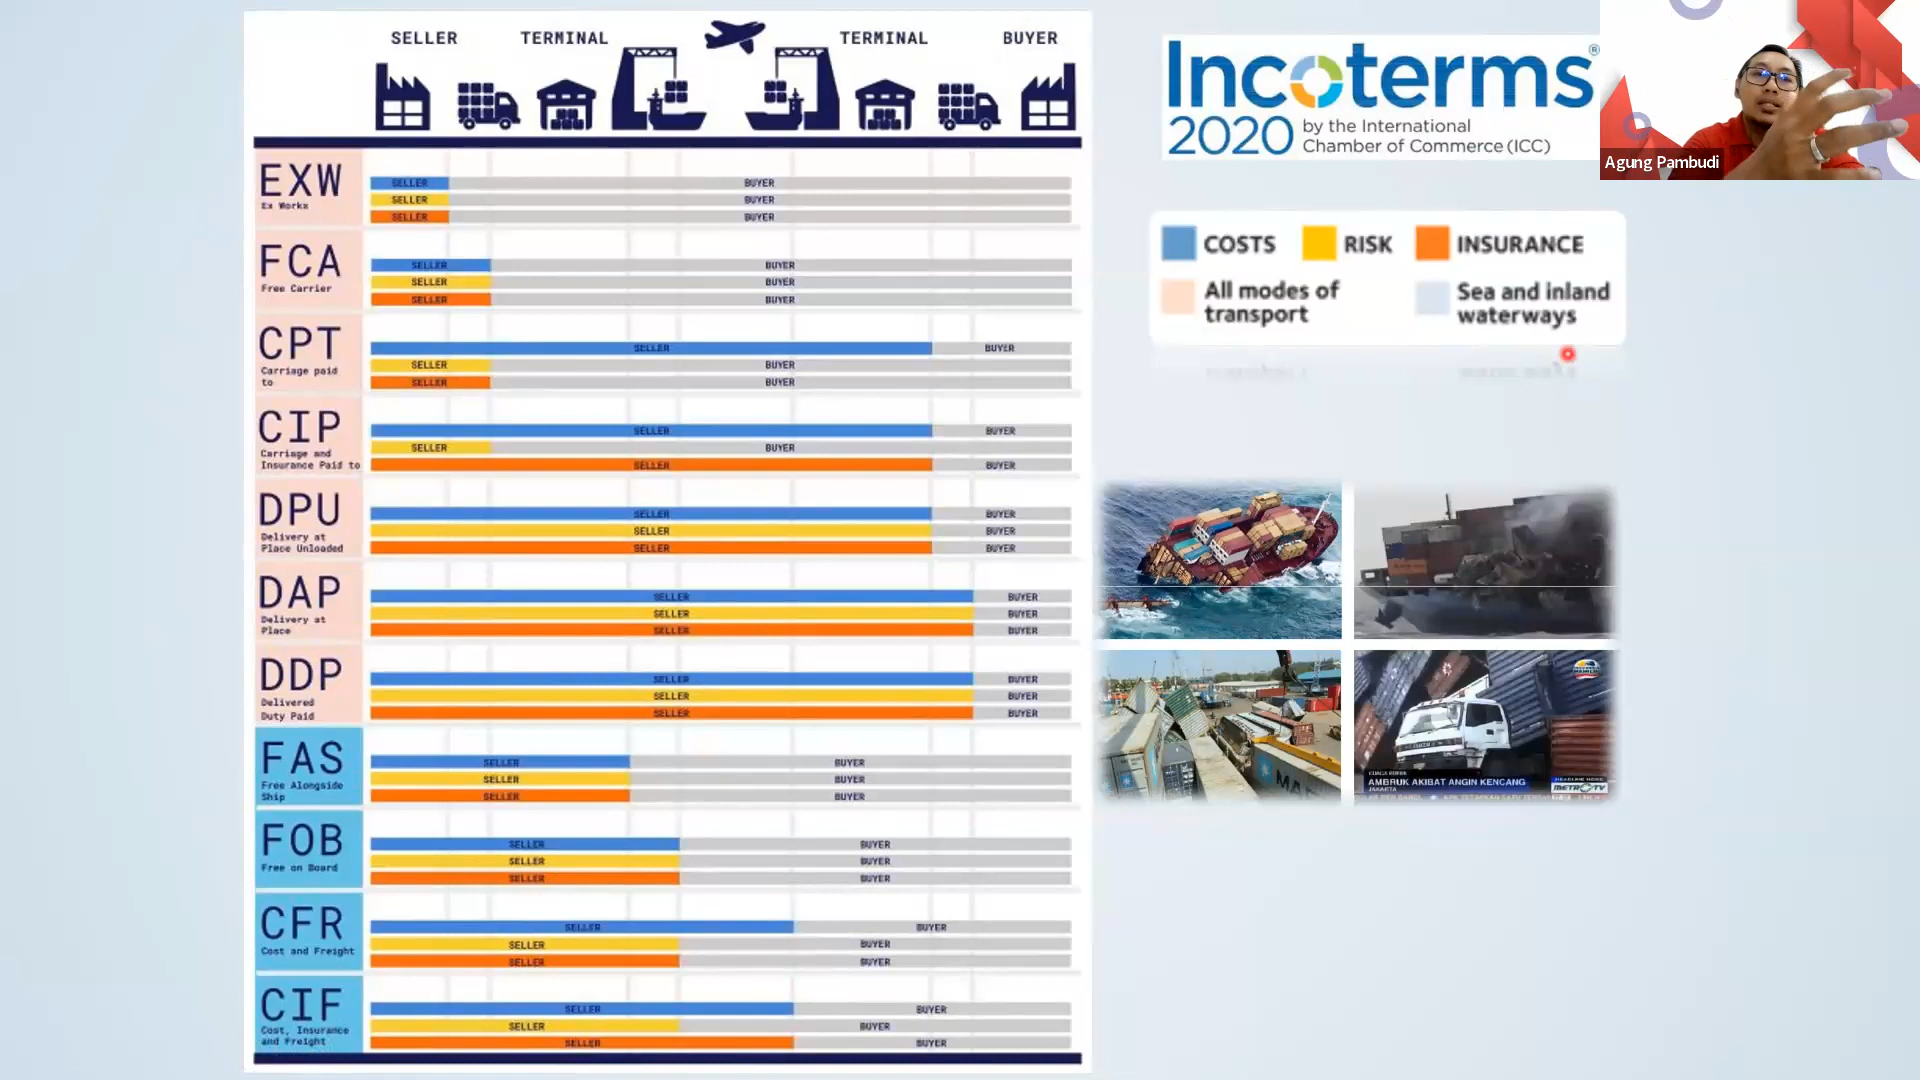 SELLER TERMINAL TERMINAL BUYER
EXW
Ex Works
SELLER BUYER
SELLER BUYER
SELLER BUYER
FCA
Free Carrier
SELLER BUYER
SELLER BUYER
SELLER BUYER
CPT
Carriage paid
to
SELLER BUYER
SELLER BUYER
SELLER BUYER
CIP
Carriage and
Insurance Paid to
SELLER BUYER
SELLER BUYER
SELLER BUYER
DPU
Delivery at
Place Unloaded
SELLER BUYER
SELLER BUYER
SELLER BUYER
DAP
Delivery at
Place
SELLER BUYER
SELLER BUYER
SELLER BUYER
DDP
Delivered
Duty Paid
SELLER BUYER
SELLER BUYER
SELLER BUYER
FAS
Free Alongside
Ship
SELLER BUYER
SELLER BUYER
SELLER BUYER
FOB
Free on Board
SELLER BUYER
SELLER BUYER
SELLER BUYER
CFR
Cost and Freight
SELLER BUYER
SELLER BUYER
SELLER BUYER
CIF
Cost, Insurance
and Freight
SELLER BUYER
SELLER BUYER
SELLER BUYER
Incoterms®
2020 by the International
Chamber of Commerce (ICC)
Agung Pambudi
COSTS RISK INSURANCE
All modes of
transport
Sea and inland
waterways
AMBRUK AKIBAT ANGIN KENCANG
JAKARTA
HEADLINE NEWS
METRO TV